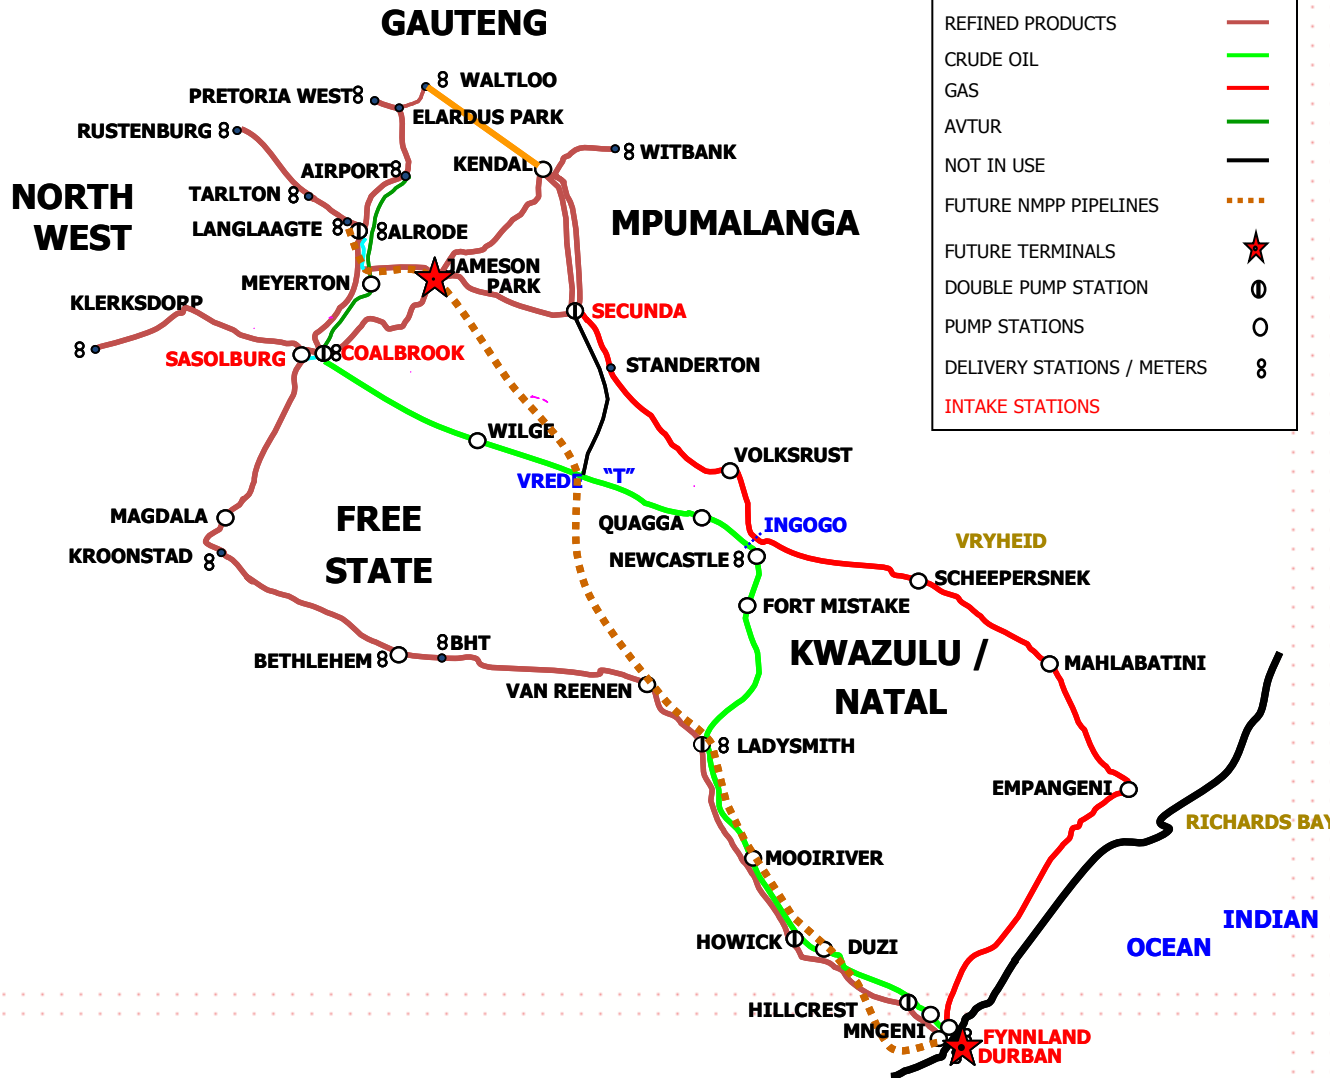 GAUTENG
REFINED PRODUCTS
CRUDE OIL
GAS
AVTUR
NOT IN USE
FUTURE NMPP PIPELINES
FUTURE TERMINALS
DOUBLE PUMP STATION
PUMP STATIONS
DELIVERY STATIONS / METERS
INTAKE STATIONS
WALTLOO
PRETORIA WEST
ELARDUS PARK
RUSTENBURG
KENDAL
WITBANK
AIRPORT
TARLTON
NORTH
WEST
LANGLAAGTE
ALRODE
MPUMALANGA
JAMESON
PARK
MEYERTON
KLERKSDORP
SECUNDA
SASOLBURG
COALBROOK
STANDERTON
WILGE
VOLKSRUST
VREDE "T"
MAGDALA
FREE
STATE
QUAGGA
INGOGO
VRYHEID
KROONSTAD
NEWCASTLE
SCHEEPERSNEK
FORT MISTAKE
BHT
BETHLEHEM
KWAZULU /
NATAL
MAHLABATINI
VAN REENEN
LADYSMITH
EMPANGENI
RICHARDS BAY
MOOIRIVER
INDIAN
OCEAN
HOWICK
DUZI
HILLCREST
MNGENI
FYNNLAND
DURBAN